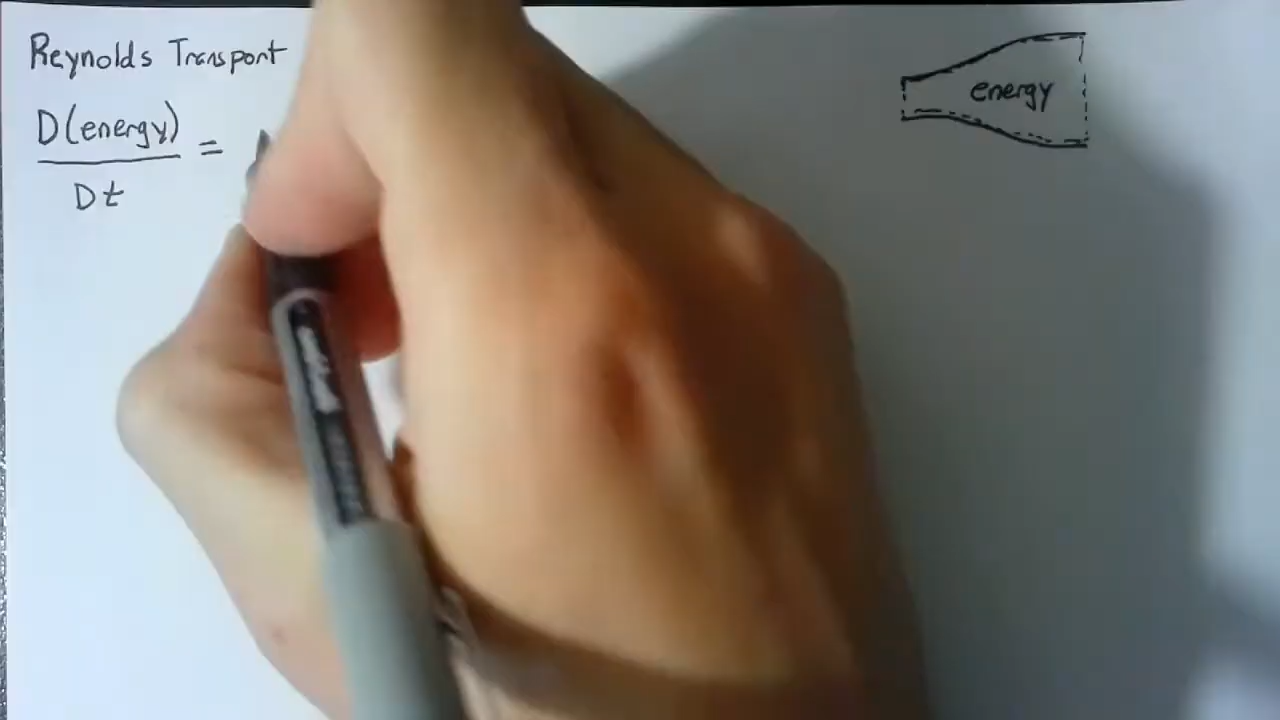 Reynolds Transport
D(energy)
=
Dt
energy